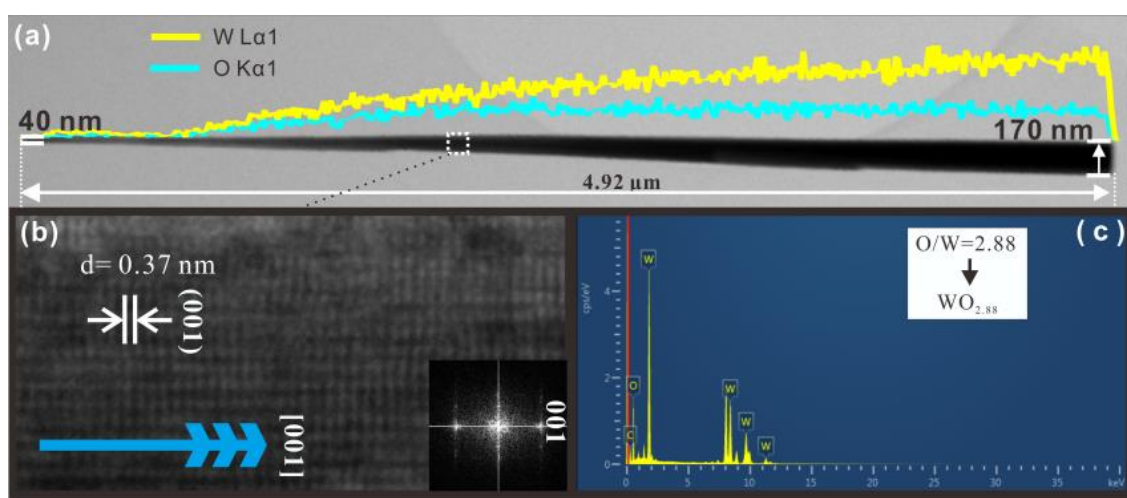 (a)
W Lα1
O Kα1
40 nm
170 nm
4.92 µm
(b)
d= 0.37 nm
(001)
[001]
001
(c)
O/W=2.88
WO2.88
cps/eV
4
2
0
W
O
C
W
W
W
0 5 10 15 20 25 30 35 keV